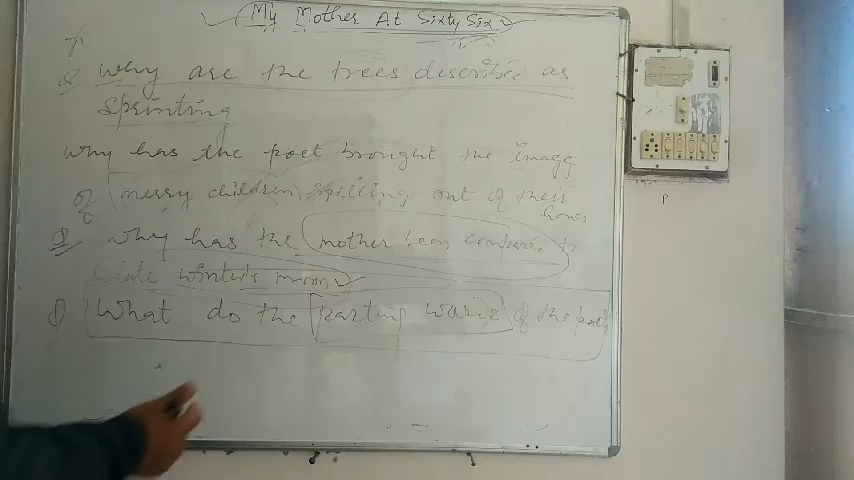 My Mother At Sixty Six
Q why are the trees described as
sprinting
why has the poet brought the image
of merry children spilling out of their
homes
Q why has the mother been compared to
late winter's moon
Q What do the parting words of the poet